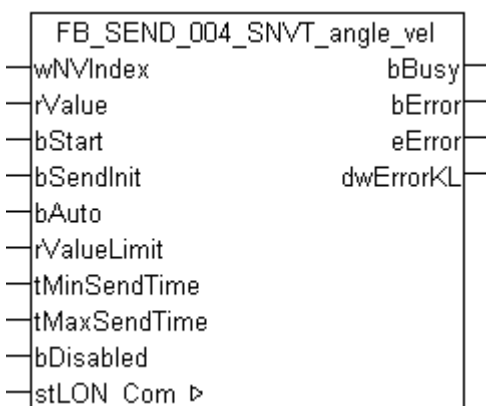 FB_SEND_004_SNVT_angle_vel
wNVIndex bBusy
rValue bError
bStart eError
bSendInit dwErrorKL
bAuto
rValueLimit
tMinSendTime
tMaxSendTime
bDisabled
stLON_Com ▷